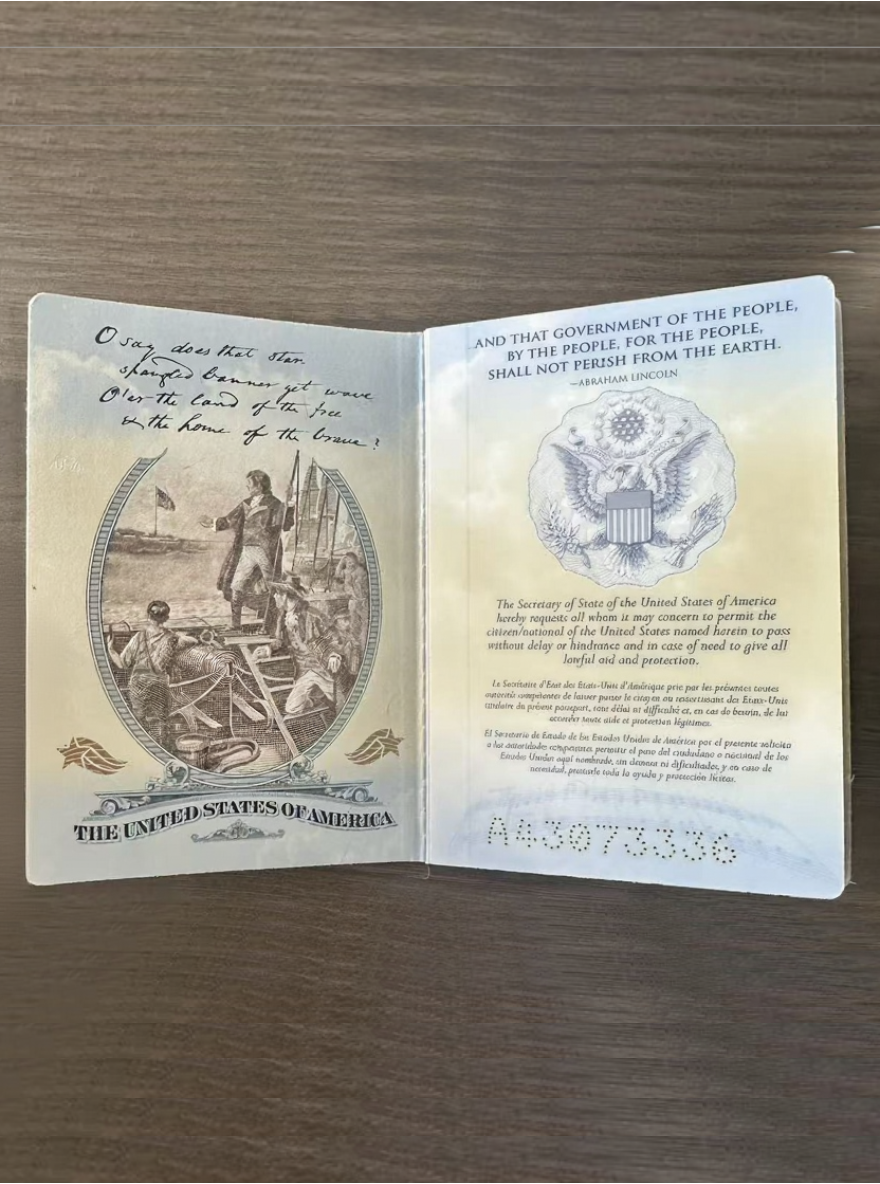 O say does that star
spangled banner yet wave
O'er the land of the free
& the home of the brave?
THE UNITED STATES OF AMERICA
AND THAT GOVERNMENT OF THE PEOPLE,
BY THE PEOPLE, FOR THE PEOPLE,
SHALL NOT PERISH FROM THE EARTH.
—ABRAHAM LINCOLN
The Secretary of State of the United States of America
hereby requests all whom it may concern to permit the
citizen/national of the United States named herein to pass
without delay or hindrance and in case of need to give all
lawful aid and protection.
Le Secrétaire d'Etat des Etats-Unis d'Amérique prie par les présentes toutes
autorités compétentes de laisser passer le citoyen ou ressortissant des Etats-Unis
titulaire du présent passeport, sans délai ni difficulté et, en cas de besoin, de lui
accorder toute aide et protection légitimes.
El Secretario de Estado de los Estados Unidos de América por el presente solicita
a las autoridades competentes permitir el paso del ciudadano o nacional de los
Estados Unidos aquí nombrado, sin demora ni dificultades, y en caso de
necesidad, prestarle toda la ayuda y protección lícitas.
A43073336